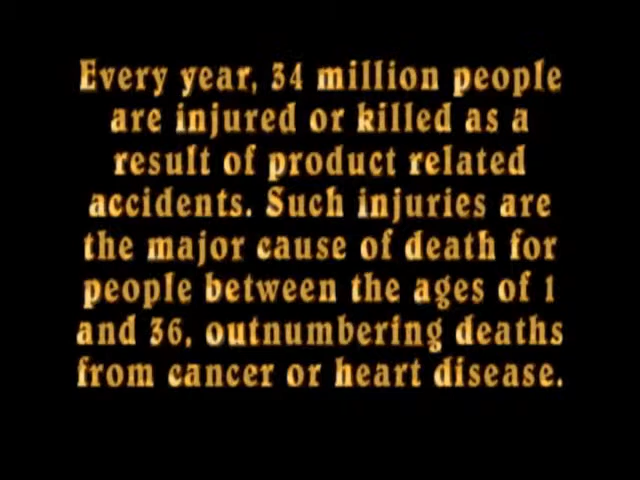 Every year, 34 million people
are injured or killed as a
result of product related
accidents. Such injuries are
the major cause of death for
people between the ages of 1
and 36, outnumbering deaths
from cancer or heart disease.